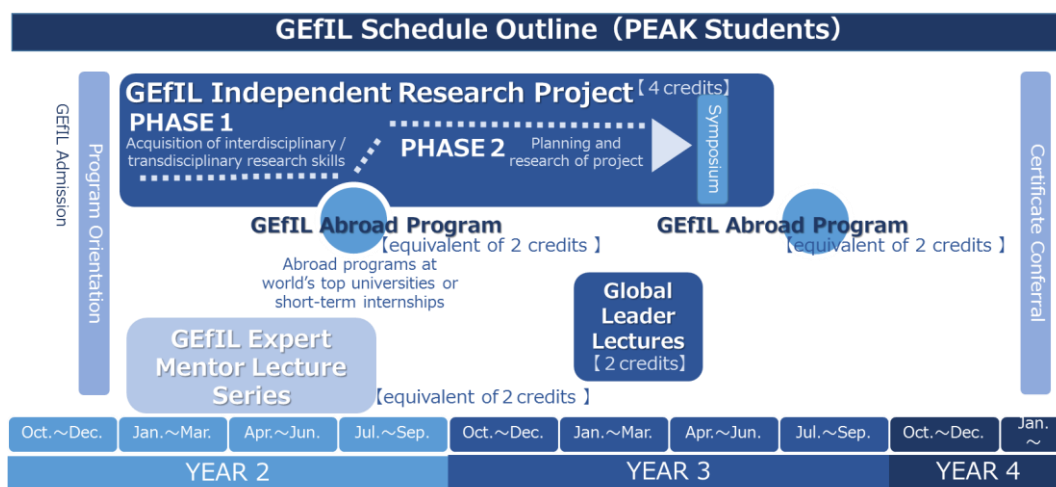 GEfIL Schedule Outline（PEAK Students）
GEfIL Admission
Program Orientation
GEfIL Independent Research Project【4 credits】
PHASE 1
Acquisition of interdisciplinary /
transdisciplinary research skills
PHASE 2
Planning and
research of project
Symposium
GEfIL Abroad Program
【equivalent of 2 credits 】
Abroad programs at
world's top universities or
short-term internships
GEfIL Abroad Program
【equivalent of 2 credits 】
Global
Leader
Lectures
【2 credits】
GEfIL Expert
Mentor Lecture
Series
【equivalent of 2 credits 】
Certificate Conferral
Oct.～Dec.
Jan.～Mar.
Apr.～Jun.
Jul.～Sep.
Oct.～Dec.
Jan.～Mar.
Apr.～Jun.
Jul.～Sep.
Oct.～Dec.
Jan.
～
YEAR 2
YEAR 3
YEAR 4